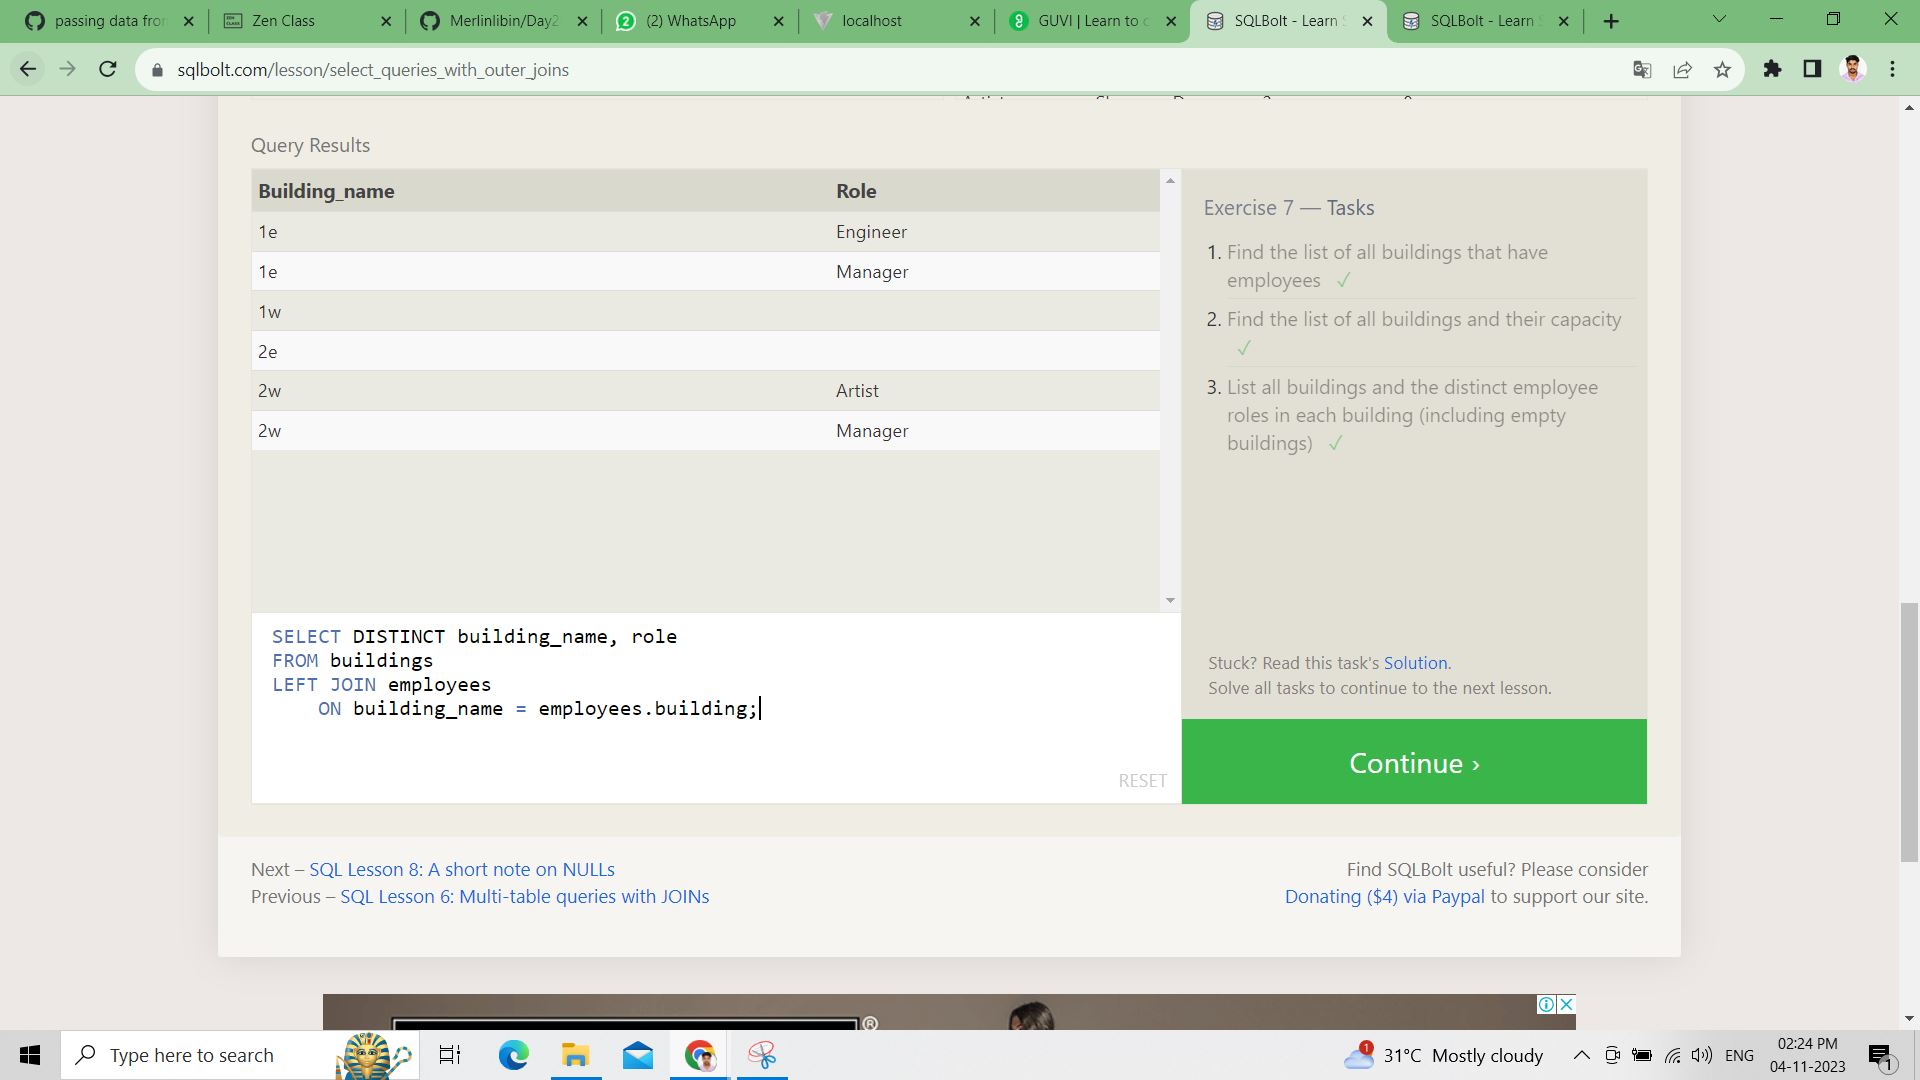 passing data from
Zen Class
Merlinlibin/Day2
(2) WhatsApp
localhost
GUVI | Learn to c
SQLBolt - Learn S
SQLBolt - Learn S
sqlbolt.com/lesson/select_queries_with_outer_joins
Query Results
Building_name Role
1e Engineer
1e Manager
1w
2e
2w Artist
2w Manager
Exercise 7 — Tasks
1. Find the list of all buildings that have
employees ✓
2. Find the list of all buildings and their capacity
✓
3. List all buildings and the distinct employee
roles in each building (including empty
buildings) ✓
SELECT DISTINCT building_name, role
FROM buildings
LEFT JOIN employees
ON building_name = employees.building;
RESET
Stuck? Read this task's Solution.
Solve all tasks to continue to the next lesson.
Continue ›
Next – SQL Lesson 8: A short note on NULLs
Previous – SQL Lesson 6: Multi-table queries with JOINs
Find SQLBolt useful? Please consider
Donating ($4) via Paypal to support our site.
®
Type here to search
1
31°C Mostly cloudy
ENG
02:24 PM
04-11-2023
1